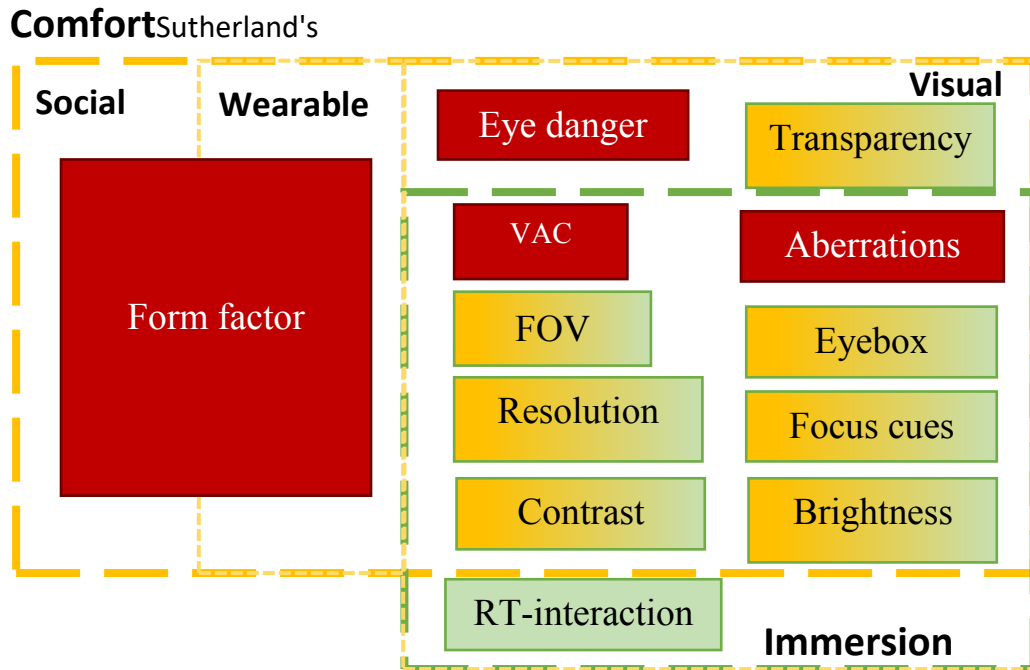 ComfortSutherland's
Social
Wearable
Visual
Eye danger
Transparency
VAC
Aberrations
Form factor
FOV
Eyebox
Resolution
Focus cues
Contrast
Brightness
RT-interaction
Immersion